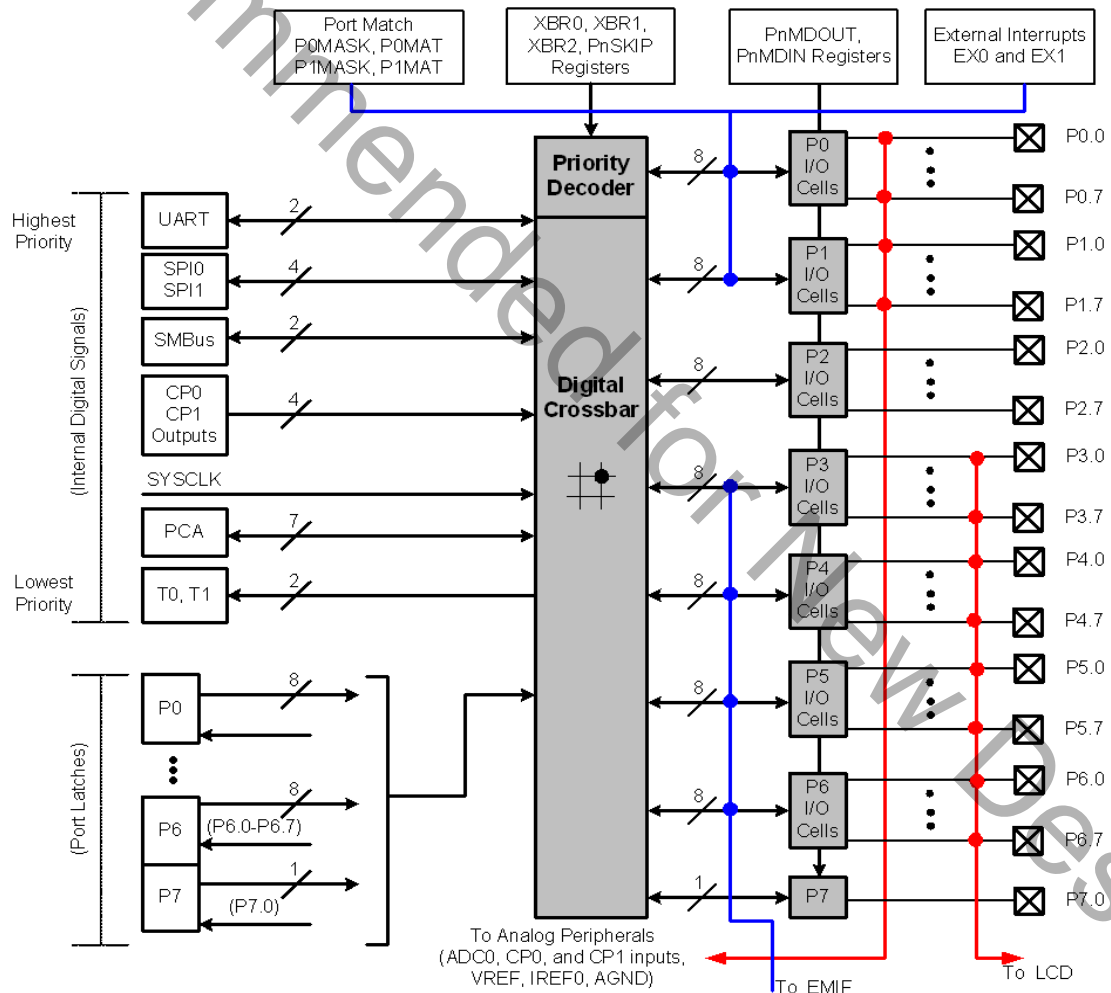 Port Match
P0MASK, P0MAT
P1MASK, P1MAT
XBR0, XBR1,
XBR2, PnSKIP
Registers
PnMDOUT,
PnMDIN Registers
External Interrupts
EX0 and EX1
Priority
Decoder
Digital
Crossbar
Highest
Priority
(Internal Digital Signals)
Lowest
Priority
UART
2
SPI0
SPI1
4
SMBus
2
CP0
CP1
Outputs
4
SYSCLK
PCA
7
T0, T1
2
(Port Latches)
P0
8
P6
8
(P6.0-P6.7)
P7
1
(P7.0)
8
P0
I/O
Cells
P0.0
P0.7
8
P1
I/O
Cells
P1.0
P1.7
8
P2
I/O
Cells
P2.0
P2.7
8
P3
I/O
Cells
P3.0
P3.7
8
P4
I/O
Cells
P4.0
P4.7
8
P5
I/O
Cells
P5.0
P5.7
8
P6
I/O
Cells
P6.0
P6.7
1
P7
P7.0
To Analog Peripherals
(ADC0, CP0, and CP1 inputs,
VREF, IREF0, AGND)
To EMIF
To LCD
mmended for New Des